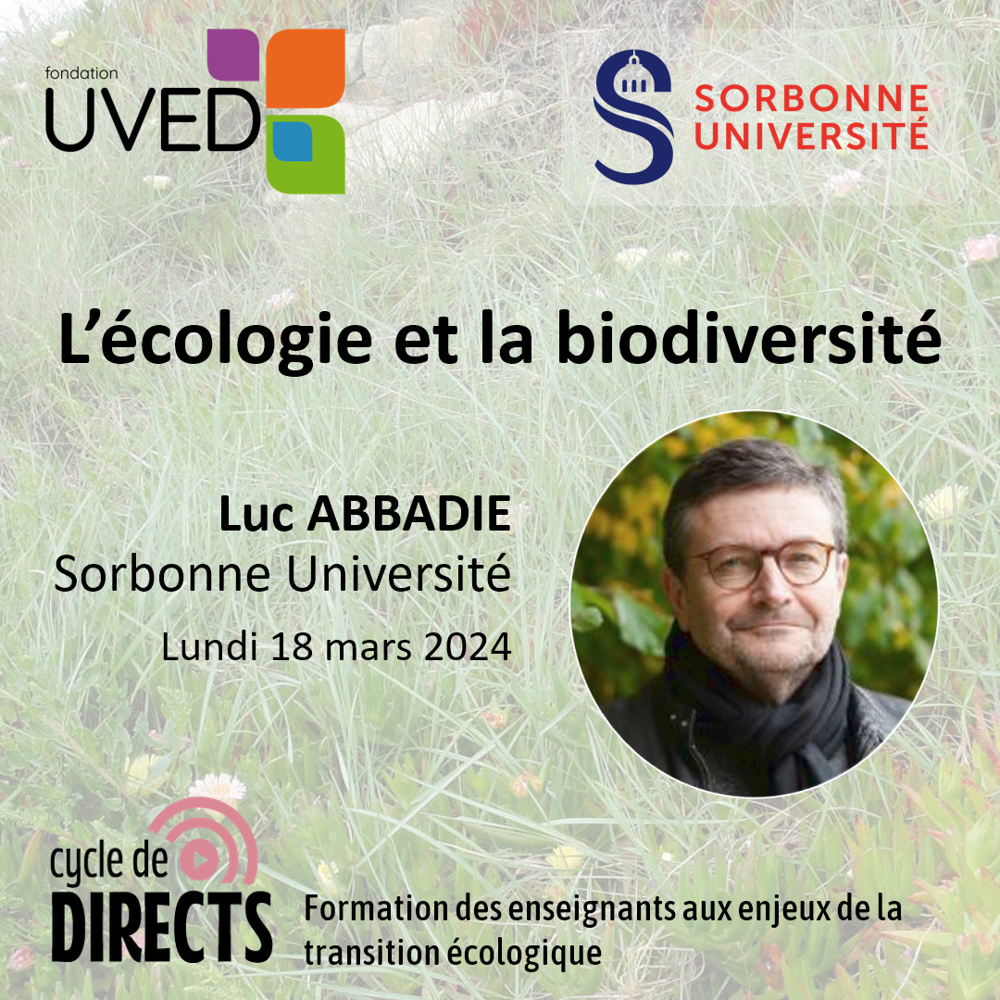 fondation
UVED
SORBONNE
UNIVERSITÉ
L’écologie et la biodiversité
Luc ABBADIE
Sorbonne Université
Lundi 18 mars 2024
cycle de
DIRECTS
Formation des enseignants aux enjeux de la
transition écologique